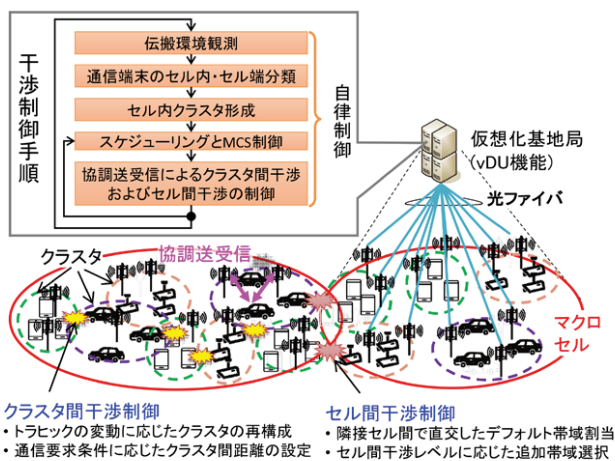 干渉制御手順
伝搬環境観測
通信端末のセル内・セル端分類
セル内クラスタ形成
スケジューリングとMCS制御
協調送受信によるクラスタ間干渉
およびセル間干渉の制御
自律制御
仮想化基地局
(vDU機能)
光ファイバ
クラスタ
協調送受信
マクロ
セル
クラスタ間干渉制御
• トラヒックの変動に応じたクラスタの再構成
• 通信要求条件に応じたクラスタ間距離の設定
セル間干渉制御
• 隣接セル間で直交したデフォルト帯域割当
• セル間干渉レベルに応じた追加帯域選択